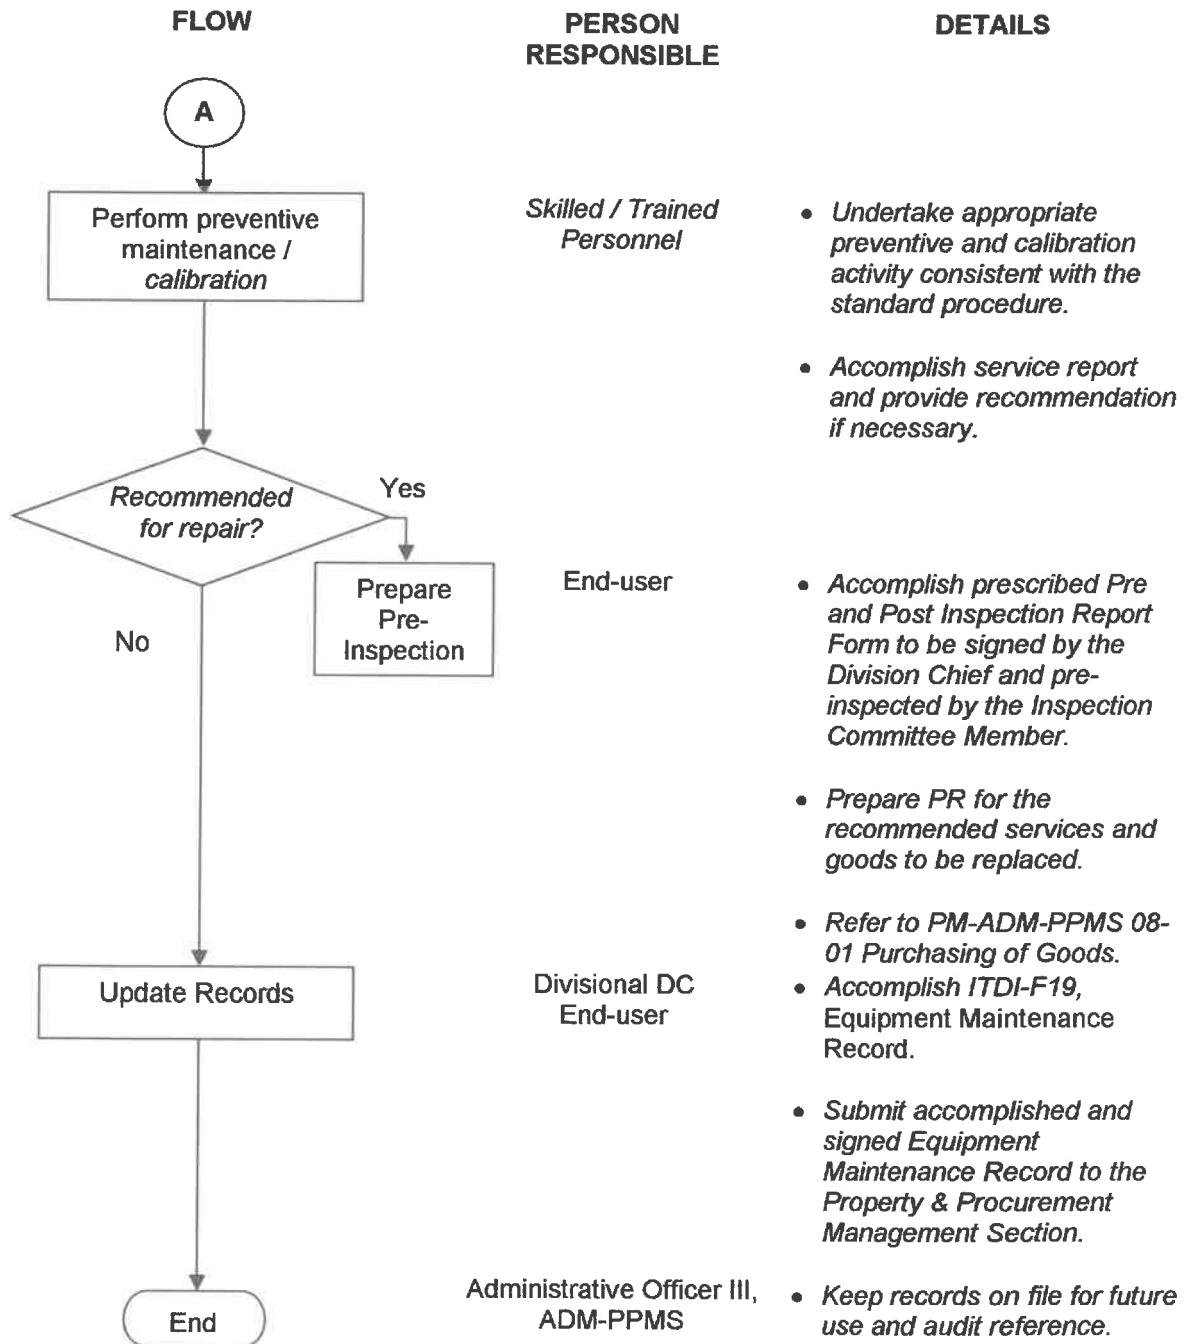 FLOW
PERSON
RESPONSIBLE
DETAILS
A
Perform preventive
maintenance /
calibration
Skilled / Trained
Personnel
• Undertake appropriate
preventive and calibration
activity consistent with the
standard procedure.
• Accomplish service report
and provide recommendation
if necessary.
Recommended
for repair?
Yes
No
Prepare
Pre-
Inspection
End-user
• Accomplish prescribed Pre
and Post Inspection Report
Form to be signed by the
Division Chief and pre-
inspected by the Inspection
Committee Member.
• Prepare PR for the
recommended services and
goods to be replaced.
• Refer to PM-ADM-PPMS 08-
01 Purchasing of Goods.
Update Records
Divisional DC
End-user
• Accomplish ITDI-F19,
Equipment Maintenance
Record.
• Submit accomplished and
signed Equipment
Maintenance Record to the
Property & Procurement
Management Section.
End
Administrative Officer III,
ADM-PPMS
• Keep records on file for future
use and audit reference.